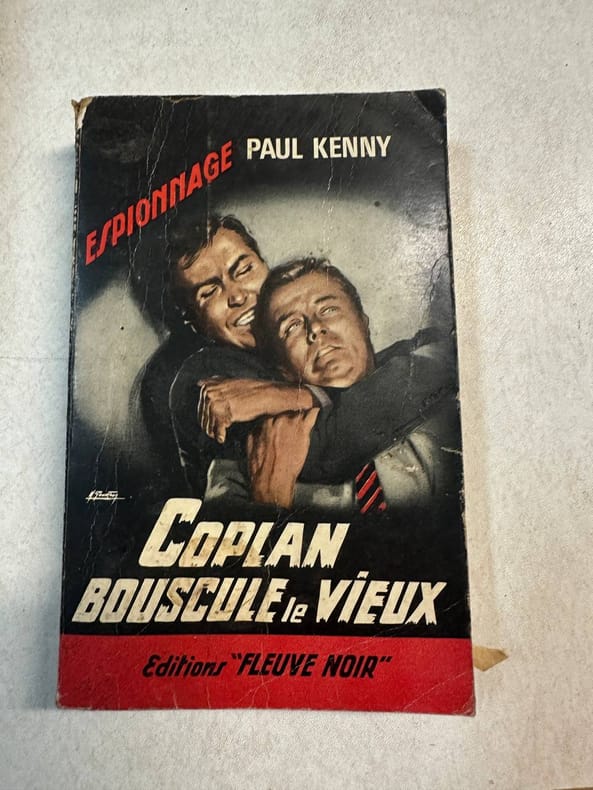 ESPIONNAGE
PAUL KENNY
COPLAN
BOUSCULE le VIEUX
Editions "FLEUVE NOIR"